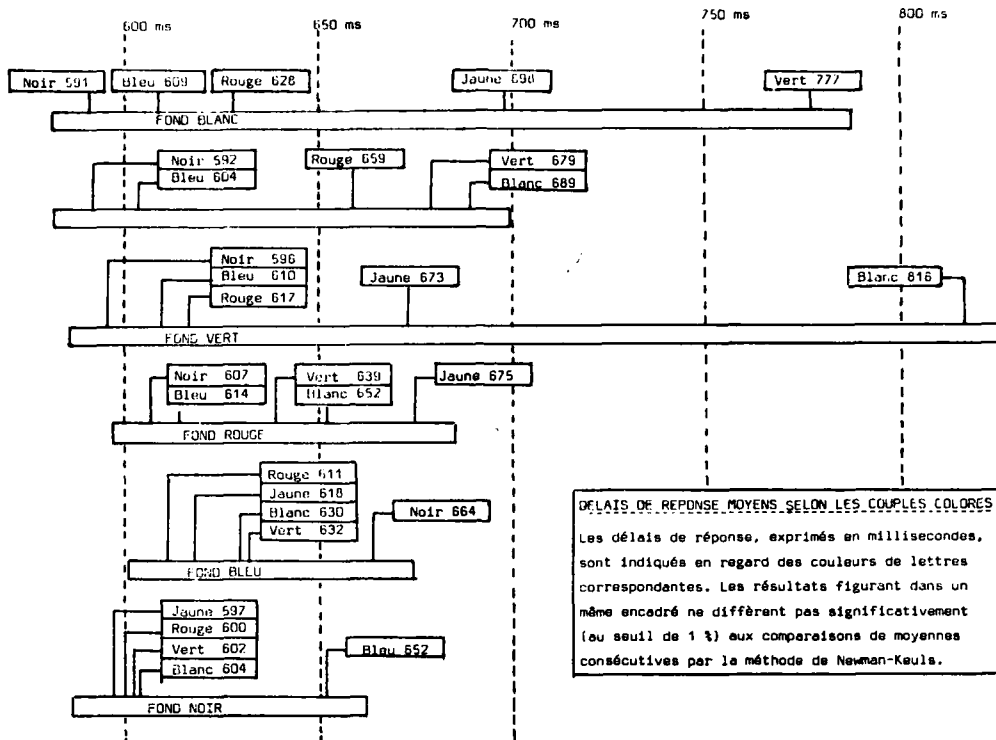 600 ms 650 ms 700 ms 750 ms 800 ms
Noir 591 Bleu 609 Rouge 628 Jaune 698 Vert 777
FOND BLANC
Noir 592 Rouge 659 Vert 679
Bleu 604 Blanc 689
Noir 596
Bleu 610 Jaune 673 Blanc 816
Rouge 617
FOND VERT
Noir 607 Vert 639 Jaune 675
Bleu 614 Blanc 652
FOND ROUGE
Rouge 611
Jaune 618
Blanc 630 Noir 664
Vert 632
FOND BLEU
DELAIS DE REPONSE MOYENS SELON LES COUPLES COLORES
Les délais de réponse, exprimés en millisecondes,
sont indiqués en regard des couleurs de lettres
correspondantes. Les résultats figurant dans un
même encadré ne diffèrent pas significativement
(au seuil de 1 %) aux comparaisons de moyennes
consécutives par la méthode de Newman-Keuls.
Jaune 597
Rouge 600
Vert 602 Bleu 652
Blanc 604
FOND NOIR